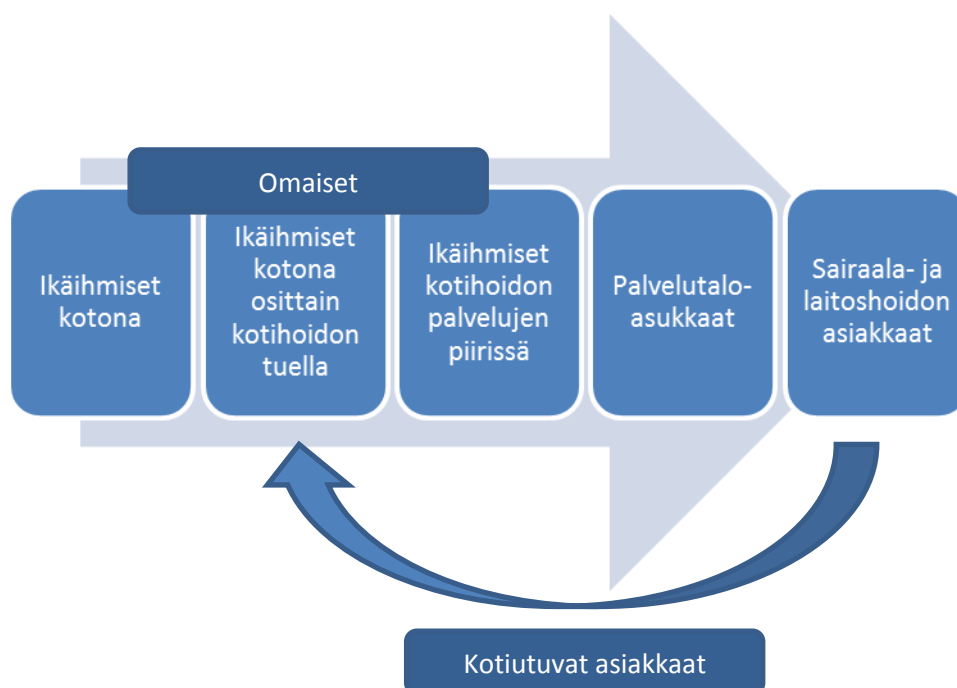 Omaiset
Ikäihmiset
kotona
Ikäihmiset
kotona
osittain
kotihoidon
tuella
Ikäihmiset
kotihoidon
palvelujen
piirissä
Palvelutalo-
asukkaat
Sairaala- ja
laitoshoidon
asiakkaat
Kotiutuvat asiakkaat